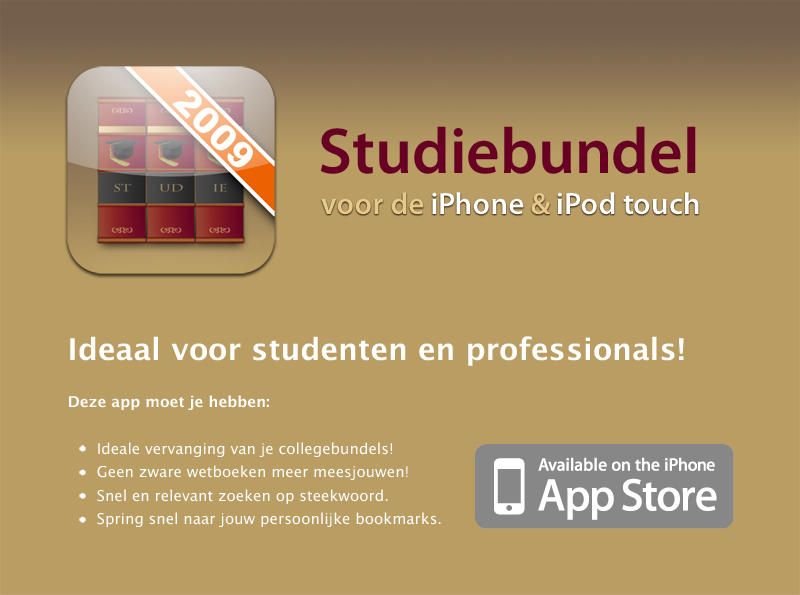 2009
ST UD IE
Studiebundel
voor de iPhone & iPod touch
Ideaal voor studenten en professionals!
Deze app moet je hebben:
Ideale vervanging van je collegebundels!
Geen zware wetboeken meer meesjouwen!
Snel en relevant zoeken op steekwoord.
Spring snel naar jouw persoonlijke bookmarks.
Available on the iPhone
App Store